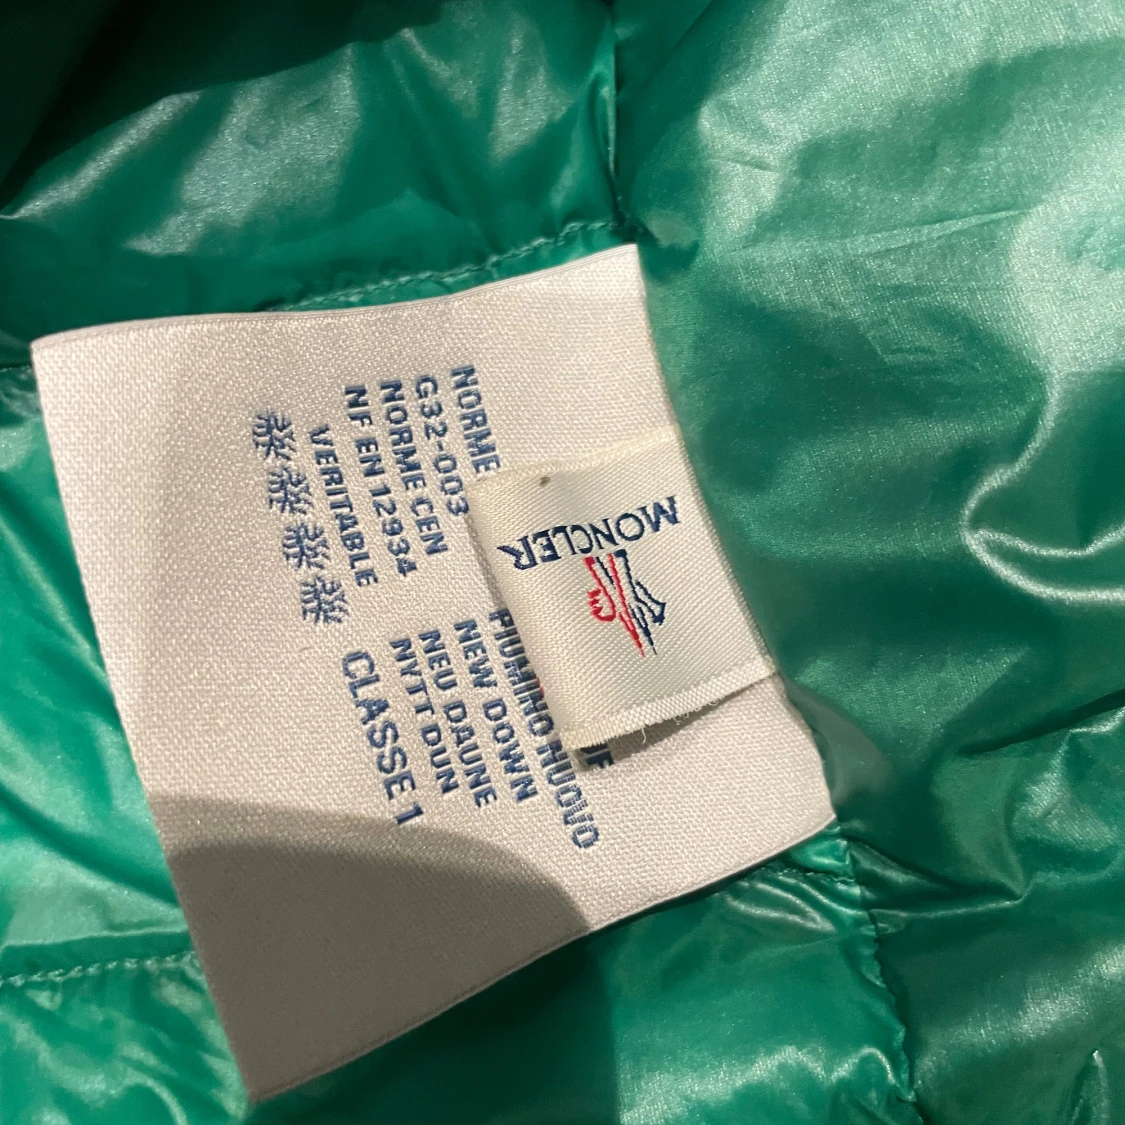 NORME
G32-003
NORME CEN
NF EN 12934
VERITABLE
PIUMINO NUOVO
NEW DOWN
NEU DAUNE
NYTT DUN
CLASSE 1
MONCLER